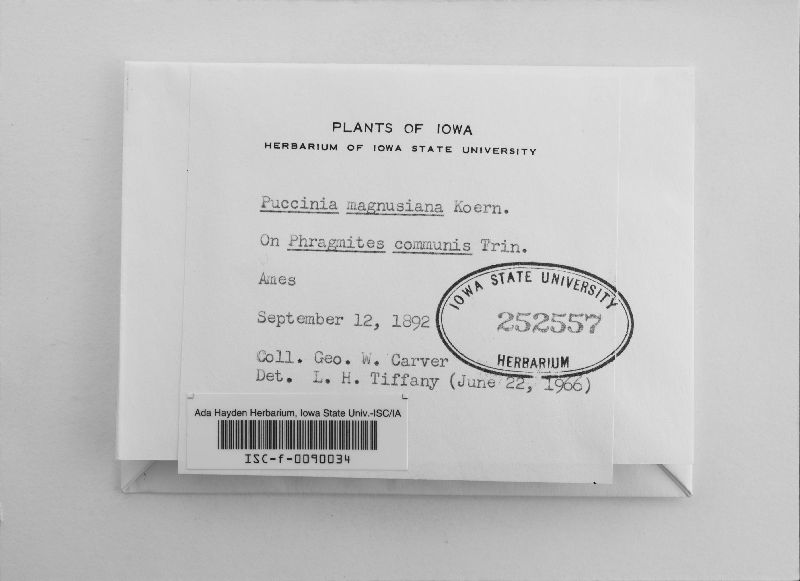 PLANTS OF IOWA
HERBARIUM OF IOWA STATE UNIVERSITY
Puccinia magnusiana Koern.
On Phragmites communis Trin.
Ames
September 12, 1892
Coll. Geo. W. Carver
Det. L. H. Tiffany (June 22, 1966)
IOWA STATE UNIVERSITY
252557
HERBARIUM
Ada Hayden Herbarium, Iowa State Univ.-ISC/IA
ISC-f-0090034